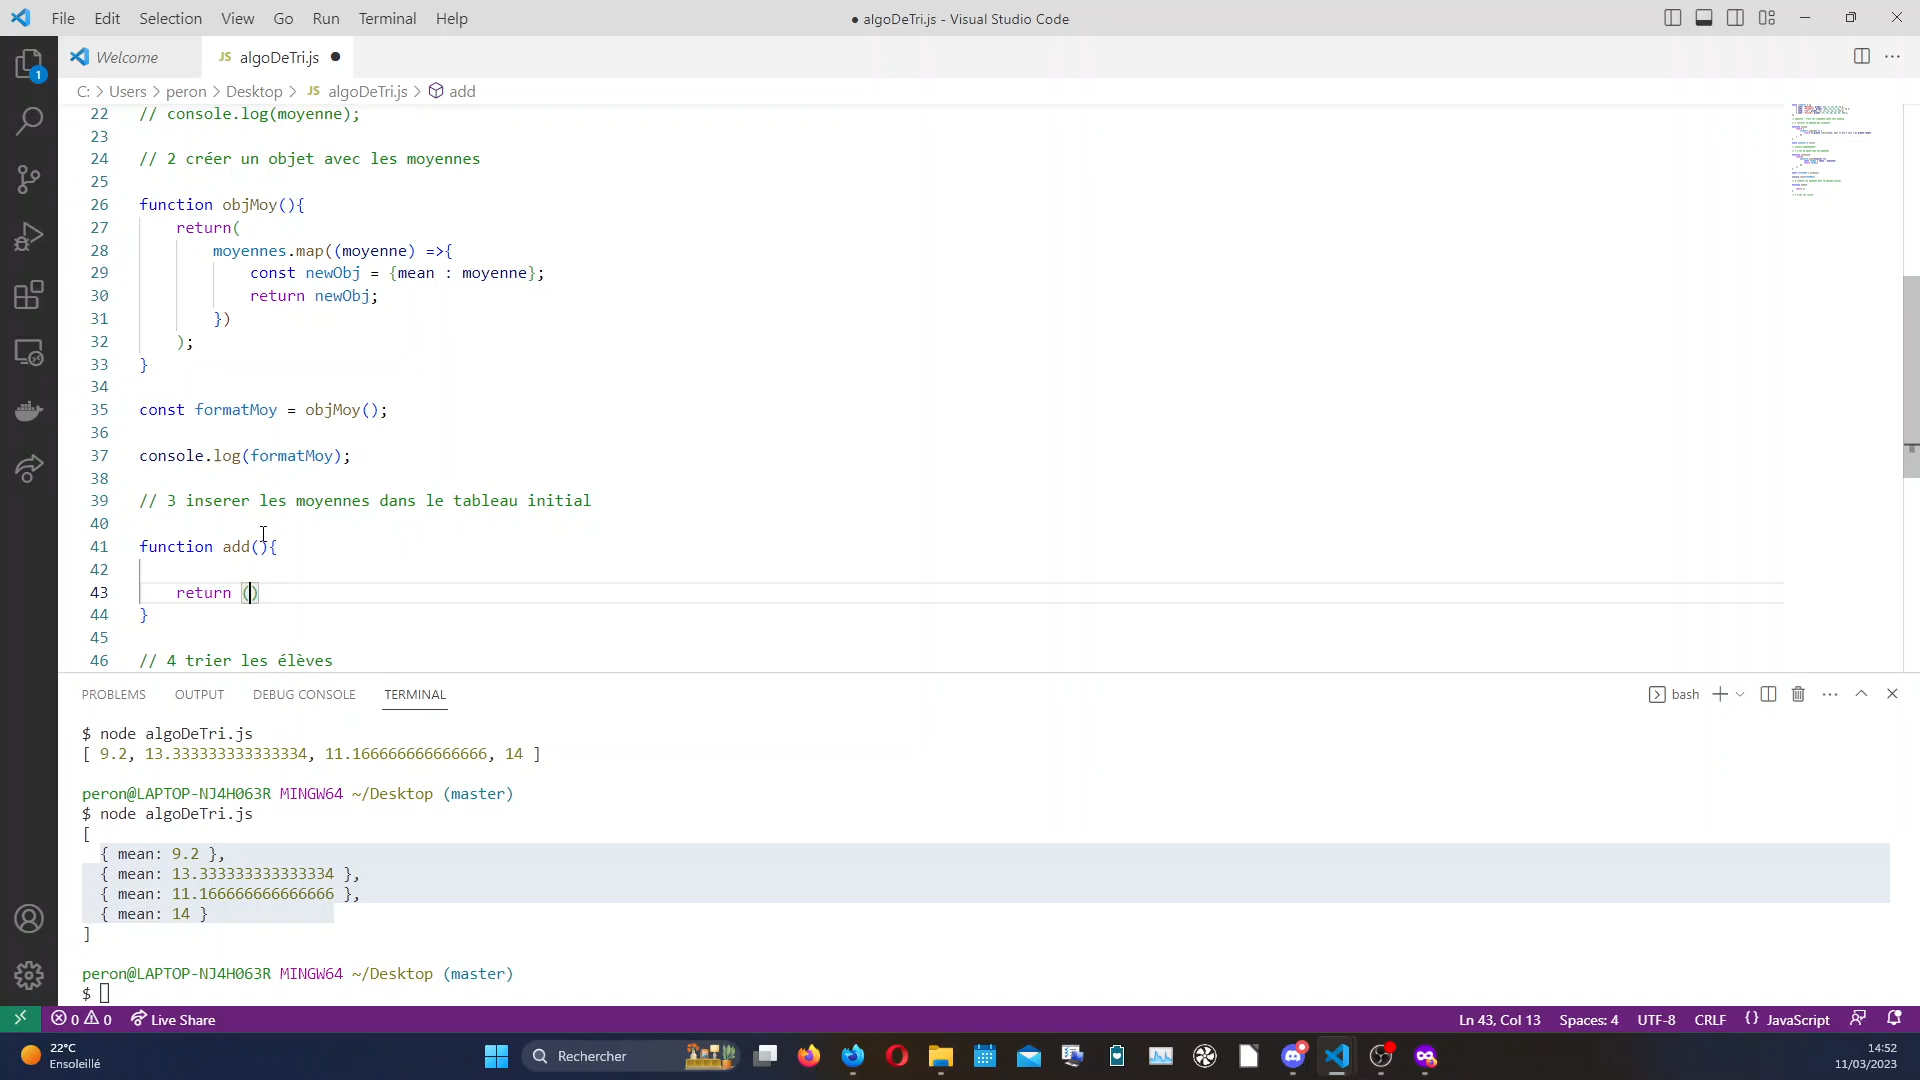 File Edit Selection View Go Run Terminal Help
● algoDeTri.js - Visual Studio Code
Welcome
JS algoDeTri.js ●
C: > Users > peron > Desktop > JS algoDeTri.js > add
1
22 // console.log(moyenne);
23
24 // 2 créer un objet avec les moyennes
25
26 function objMoy(){
27 return(
28 moyennes.map((moyenne) =>{
29 const newObj = {mean : moyenne};
30 return newObj;
31 })
32 );
33 }
34
35 const formatMoy = objMoy();
36
37 console.log(formatMoy);
38
39 // 3 inserer les moyennes dans le tableau initial
40
41 function add(){
42
43 return ()
44 }
45
46 // 4 trier les élèves
PROBLEMS OUTPUT DEBUG CONSOLE TERMINAL
bash
$ node algoDeTri.js
[ 9.2, 13.333333333333334, 11.166666666666666, 14 ]
peron@LAPTOP-NJ4H063R MINGW64 ~/Desktop (master)
$ node algoDeTri.js
[
{ mean: 9.2 },
{ mean: 13.333333333333334 },
{ mean: 11.166666666666666 },
{ mean: 14 }
]
peron@LAPTOP-NJ4H063R MINGW64 ~/Desktop (master)
$
0 0 Live Share
Ln 43, Col 13 Spaces: 4 UTF-8 CRLF {} JavaScript
22°C
Ensoleillé
Rechercher
14:52
11/03/2023